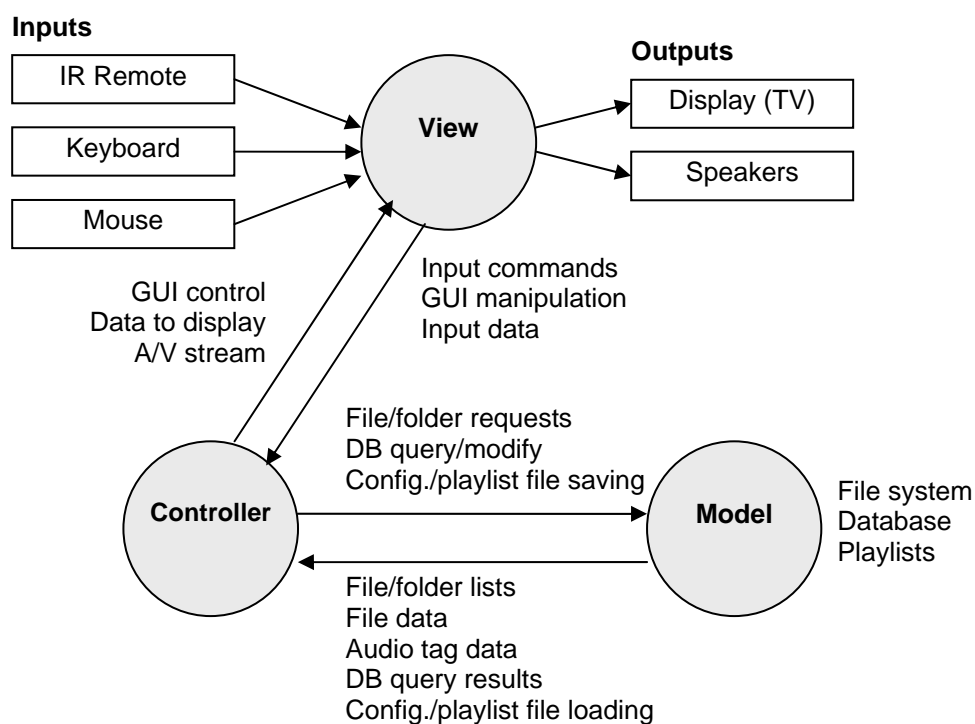 Inputs
IR Remote
Keyboard
Mouse
View
Outputs
Display (TV)
Speakers
GUI control
Data to display
A/V stream
Input commands
GUI manipulation
Input data
File/folder requests
DB query/modify
Config./playlist file saving
Controller
Model
File system
Database
Playlists
File/folder lists
File data
Audio tag data
DB query results
Config./playlist file loading